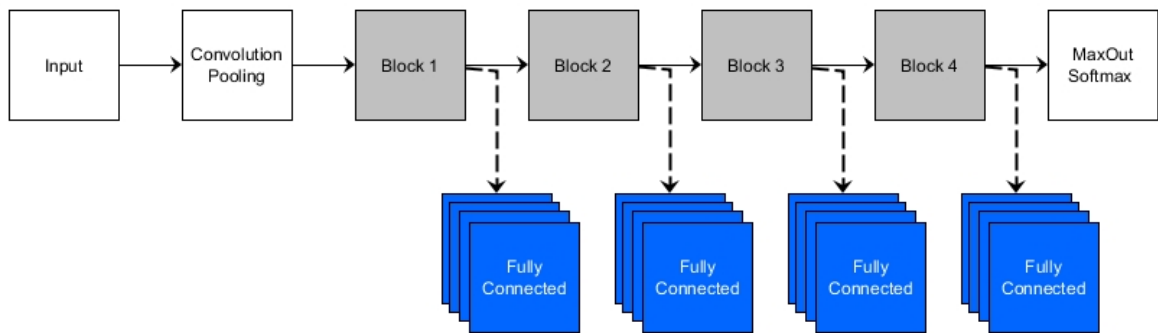 Input
Convolution
Pooling
Block 1
Block 2
Block 3
Block 4
MaxOut
Softmax
Fully
Connected
Fully
Connected
Fully
Connected
Fully
Connected